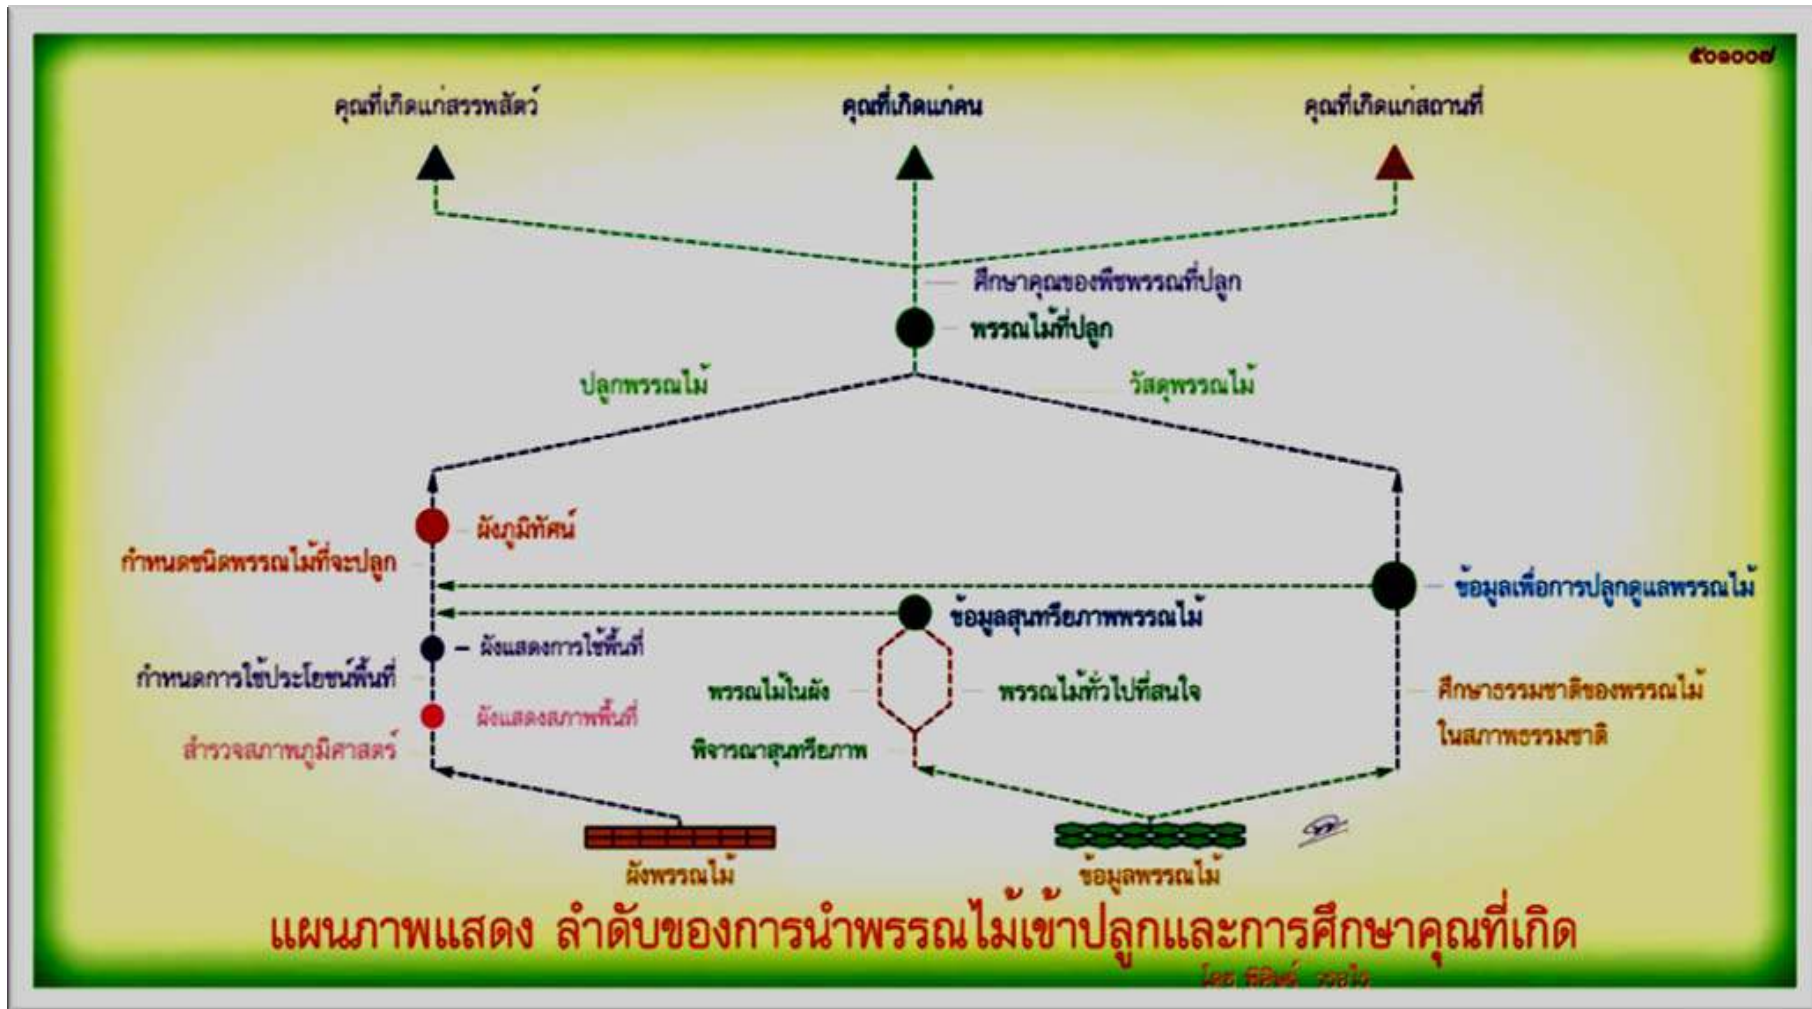 ๕๐๑๐๐๗
คุณที่เกิดแก่สรรพสัตว์
คุณที่เกิดแก่คน
คุณที่เกิดแก่สถานที่
ศึกษาคุณของพืชพรรณที่ปลูก
พรรณไม้ที่ปลูก
ปลูกพรรณไม้
วัสดุพรรณไม้
ผังภูมิทัศน์
กำหนดชนิดพรรณไม้ที่จะปลูก
ข้อมูลเพื่อการปลูกดูแลพรรณไม้
ข้อมูลสุนทรียภาพพรรณไม้
ผังแสดงการใช้พื้นที่
กำหนดการใช้ประโยชน์พื้นที่
พรรณไม้ในผัง
พรรณไม้ทั่วไปที่สนใจ
ศึกษาธรรมชาติของพรรณไม้
ในสภาพธรรมชาติ
ผังแสดงสภาพพื้นที่
สำรวจสภาพภูมิศาสตร์
พิจารณาสุนทรียภาพ
ผังพรรณไม้
ข้อมูลพรรณไม้
แผนภาพแสดง ลำดับของการนำพรรณไม้เข้าปลูกและการศึกษาคุณที่เกิด
โดย